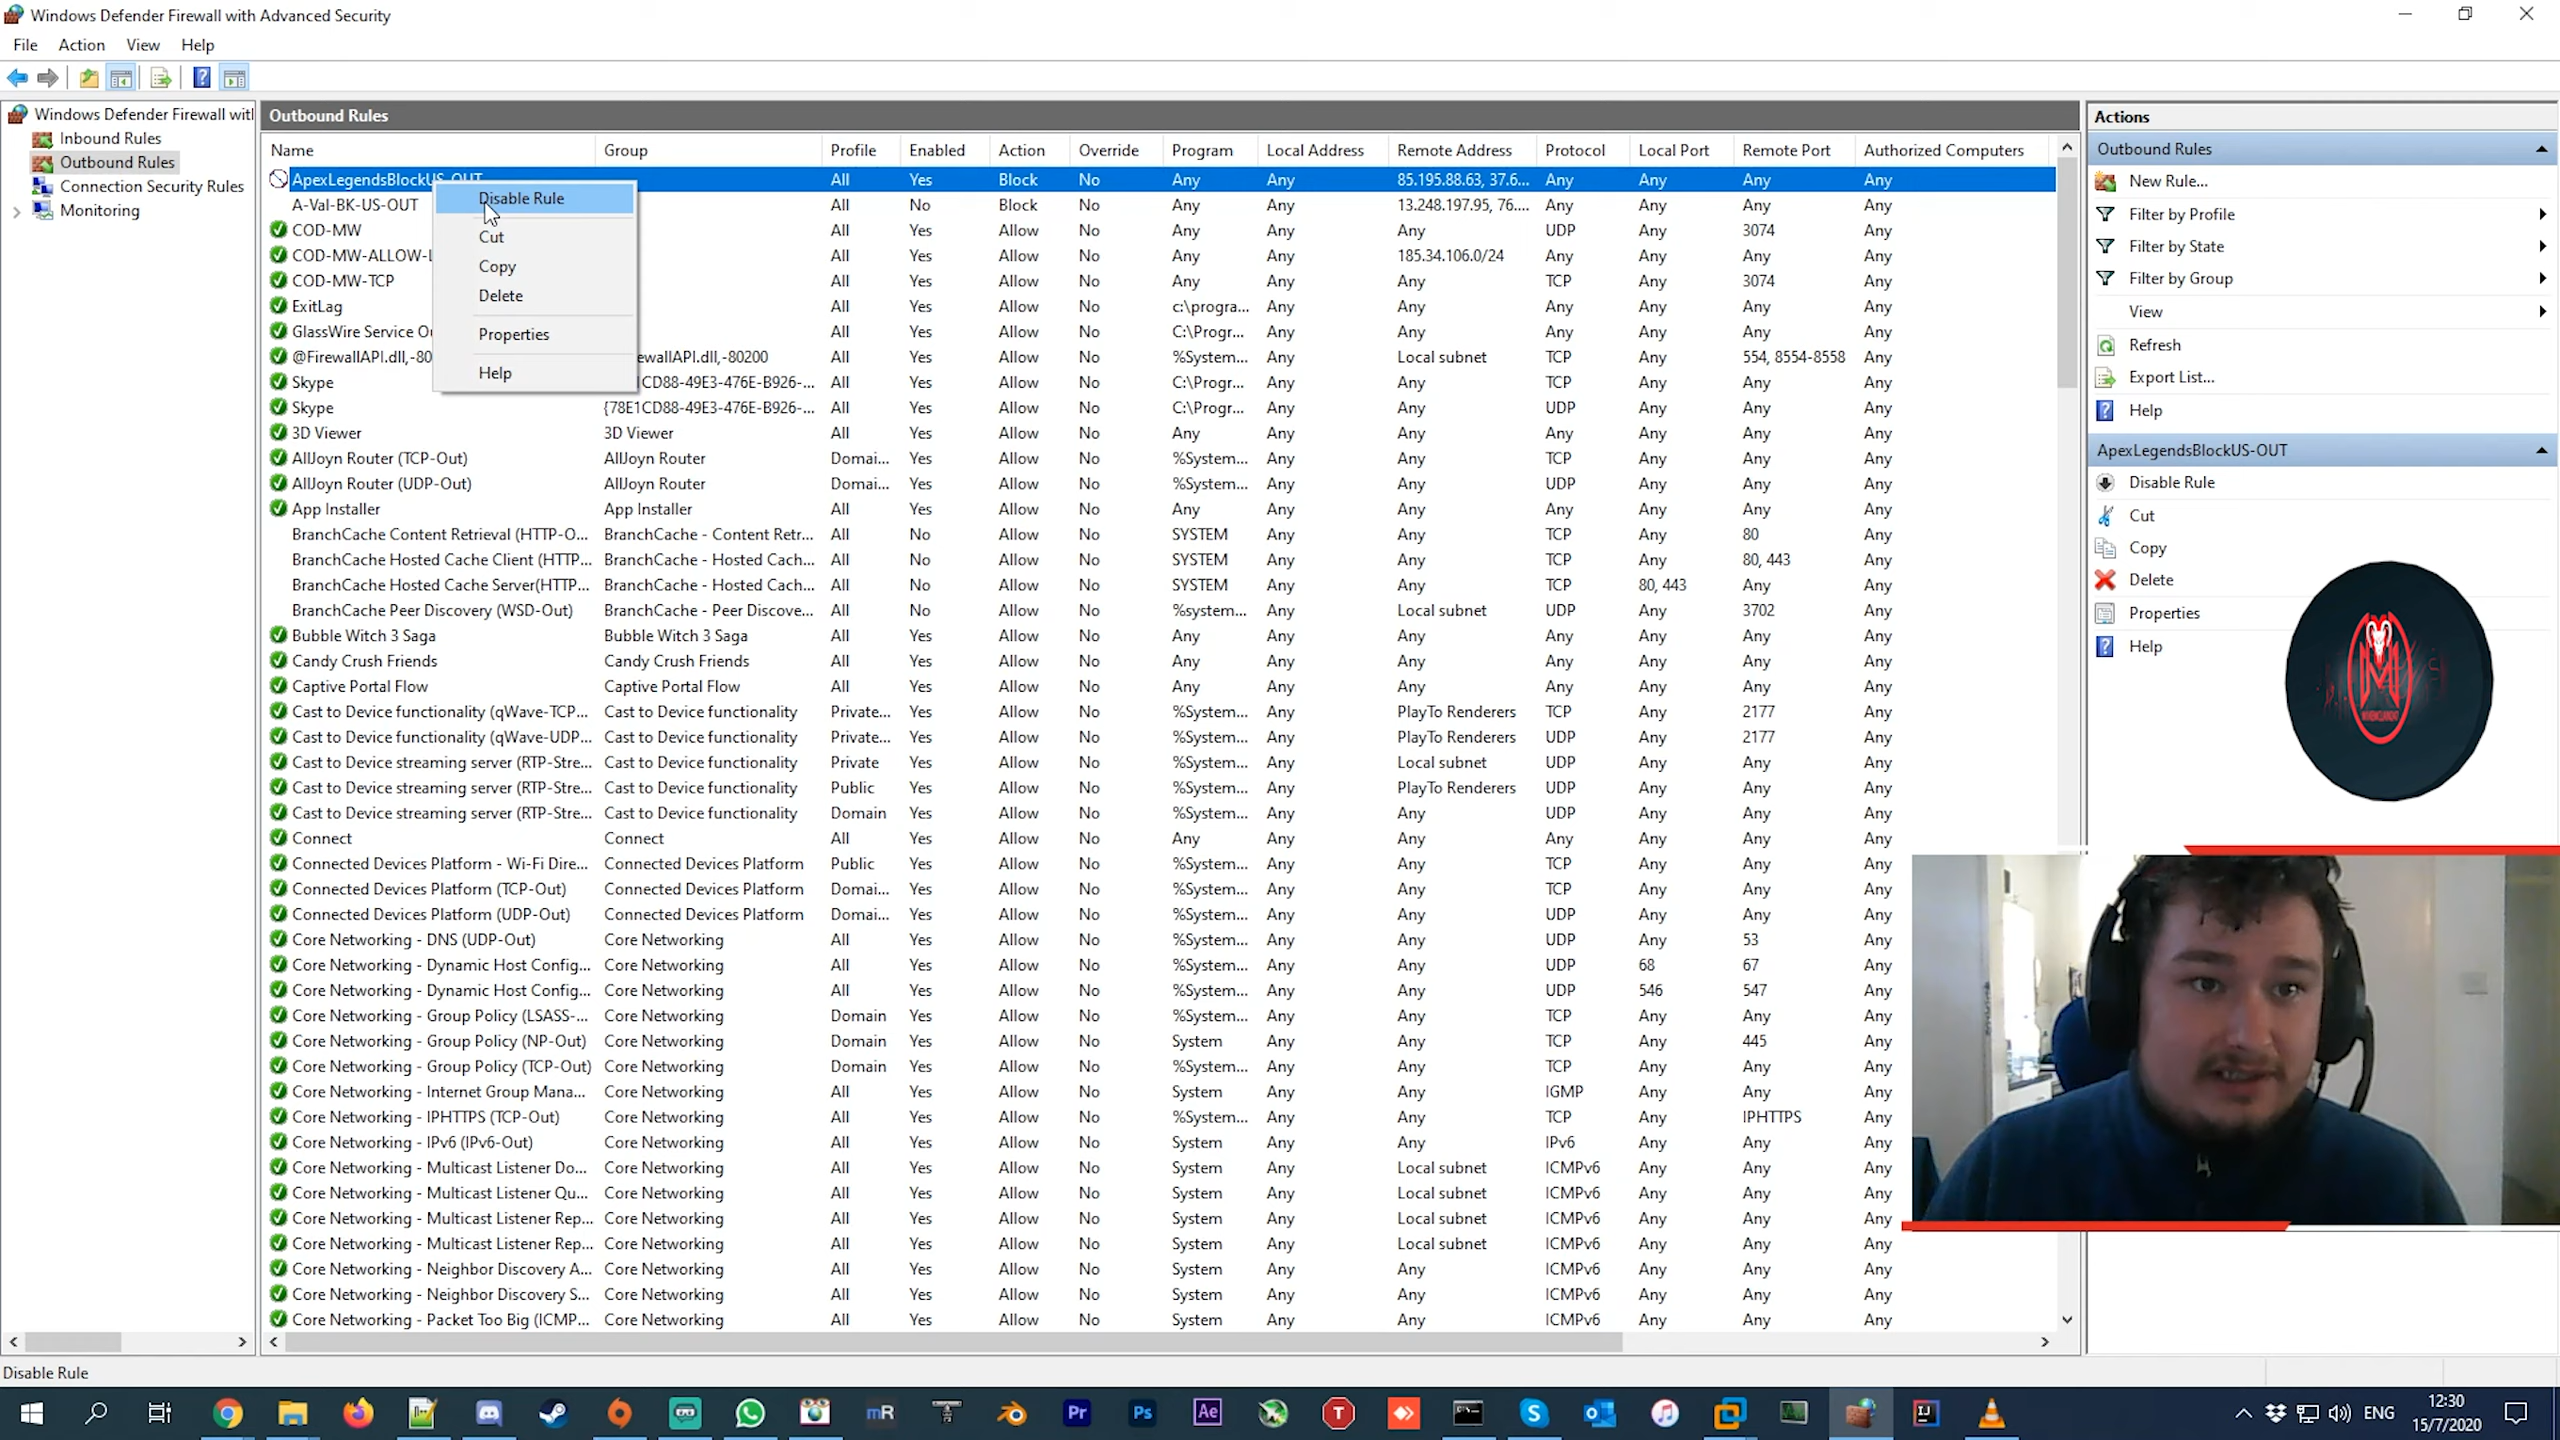 Windows Defender Firewall with Advanced Security
File Action View Help
Windows Defender Firewall witl
Inbound Rules
Outbound Rules
Connection Security Rules
Monitoring
Outbound Rules
Name Group Profile Enabled Action Override Program Local Address Remote Address Protocol Local Port Remote Port Authorized Computers
ApexLegendsBlockUS-OUT All Yes Block No Any Any 85.195.88.63, 37.6... Any Any Any Any
A-Val-BK-US-OUT All No Block No Any Any 13.248.197.95, 76.... Any Any Any Any
COD-MW All Yes Allow No Any Any Any UDP Any 3074 Any
COD-MW-ALLOW-L All Yes Allow No Any Any 185.34.106.0/24 Any Any Any Any
COD-MW-TCP All Yes Allow No Any Any Any TCP Any 3074 Any
ExitLag All Yes Allow No c:\progra... Any Any Any Any Any Any
GlassWire Service Ou All Yes Allow No C:\Progr... Any Any Any Any Any Any
@FirewallAPI.dll,-80 ewallAPI.dll,-80200 All Yes Allow No %System... Any Local subnet TCP Any 554, 8554-8558 Any
Skype 1CD88-49E3-476E-B926-... All Yes Allow No C:\Progr... Any Any TCP Any Any Any
Skype {78E1CD88-49E3-476E-B926-... All Yes Allow No C:\Progr... Any Any UDP Any Any Any
3D Viewer 3D Viewer All Yes Allow No Any Any Any Any Any Any Any
AllJoyn Router (TCP-Out) AllJoyn Router Domai... Yes Allow No %System... Any Any TCP Any Any Any
AllJoyn Router (UDP-Out) AllJoyn Router Domai... Yes Allow No %System... Any Any UDP Any Any Any
App Installer App Installer All Yes Allow No Any Any Any Any Any Any Any
BranchCache Content Retrieval (HTTP-O... BranchCache - Content Retr... All No Allow No SYSTEM Any Any TCP Any 80 Any
BranchCache Hosted Cache Client (HTTP... BranchCache - Hosted Cach... All No Allow No SYSTEM Any Any TCP Any 80, 443 Any
BranchCache Hosted Cache Server(HTTP... BranchCache - Hosted Cach... All No Allow No SYSTEM Any Any TCP 80, 443 Any Any
BranchCache Peer Discovery (WSD-Out) BranchCache - Peer Discove... All No Allow No %system... Any Local subnet UDP Any 3702 Any
Bubble Witch 3 Saga Bubble Witch 3 Saga All Yes Allow No Any Any Any Any Any Any Any
Candy Crush Friends Candy Crush Friends All Yes Allow No Any Any Any Any Any Any Any
Captive Portal Flow Captive Portal Flow All Yes Allow No Any Any Any Any Any Any Any
Cast to Device functionality (qWave-TCP... Cast to Device functionality Private... Yes Allow No %System... Any PlayTo Renderers TCP Any 2177 Any
Cast to Device functionality (qWave-UDP... Cast to Device functionality Private... Yes Allow No %System... Any PlayTo Renderers UDP Any 2177 Any
Cast to Device streaming server (RTP-Stre... Cast to Device functionality Private Yes Allow No %System... Any Local subnet UDP Any Any Any
Cast to Device streaming server (RTP-Stre... Cast to Device functionality Public Yes Allow No %System... Any PlayTo Renderers UDP Any Any Any
Cast to Device streaming server (RTP-Stre... Cast to Device functionality Domain Yes Allow No %System... Any Any UDP Any Any Any
Connect Connect All Yes Allow No Any Any Any Any Any Any Any
Connected Devices Platform - Wi-Fi Dire... Connected Devices Platform Public Yes Allow No %System... Any Any TCP Any Any Any
Connected Devices Platform (TCP-Out) Connected Devices Platform Domai... Yes Allow No %System... Any Any TCP Any Any Any
Connected Devices Platform (UDP-Out) Connected Devices Platform Domai... Yes Allow No %System... Any Any UDP Any Any Any
Core Networking - DNS (UDP-Out) Core Networking All Yes Allow No %System... Any Any UDP Any 53 Any
Core Networking - Dynamic Host Config... Core Networking All Yes Allow No %System... Any Any UDP 68 67 Any
Core Networking - Dynamic Host Config... Core Networking All Yes Allow No %System... Any Any UDP 546 547 Any
Core Networking - Group Policy (LSASS-... Core Networking Domain Yes Allow No %System... Any Any TCP Any Any Any
Core Networking - Group Policy (NP-Out) Core Networking Domain Yes Allow No System Any Any TCP Any 445 Any
Core Networking - Group Policy (TCP-Out) Core Networking Domain Yes Allow No %System... Any Any TCP Any Any Any
Core Networking - Internet Group Mana... Core Networking All Yes Allow No System Any Any IGMP Any Any Any
Core Networking - IPHTTPS (TCP-Out) Core Networking All Yes Allow No %System... Any Any TCP Any IPHTTPS Any
Core Networking - IPv6 (IPv6-Out) Core Networking All Yes Allow No System Any Any IPv6 Any Any Any
Core Networking - Multicast Listener Do... Core Networking All Yes Allow No System Any Local subnet ICMPv6 Any Any Any
Core Networking - Multicast Listener Qu... Core Networking All Yes Allow No System Any Local subnet ICMPv6 Any Any Any
Core Networking - Multicast Listener Rep... Core Networking All Yes Allow No System Any Local subnet ICMPv6 Any Any Any
Core Networking - Multicast Listener Rep... Core Networking All Yes Allow No System Any Local subnet ICMPv6 Any Any Any
Core Networking - Neighbor Discovery A... Core Networking All Yes Allow No System Any Any ICMPv6 Any Any Any
Core Networking - Neighbor Discovery S... Core Networking All Yes Allow No System Any Any ICMPv6 Any Any Any
Core Networking - Packet Too Big (ICMP... Core Networking All Yes Allow No System Any Any ICMPv6 Any Any Any
Disable Rule
Cut
Copy
Delete
Properties
Help
Actions
Outbound Rules
New Rule...
Filter by Profile
Filter by State
Filter by Group
View
Refresh
Export List...
Help
ApexLegendsBlockUS-OUT
Disable Rule
Cut
Copy
Delete
Properties
Help
Disable Rule
mR Pr Ps Ae T S IJ
ENG
12:30
15/7/2020